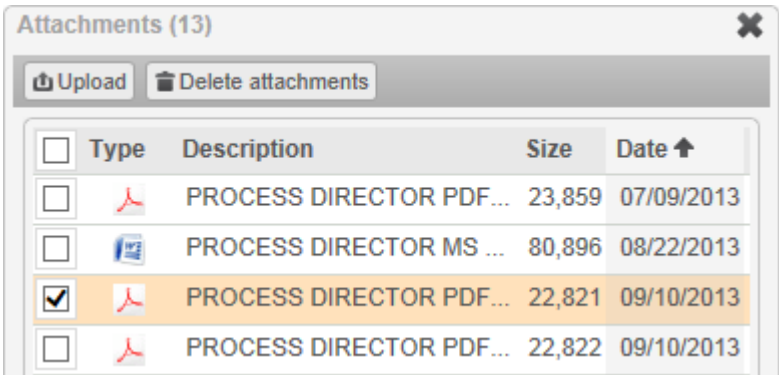 Attachments (13)
Upload Delete attachments
Type Description Size Date
PROCESS DIRECTOR PDF... 23,859 07/09/2013
PROCESS DIRECTOR MS ... 80,896 08/22/2013
PROCESS DIRECTOR PDF... 22,821 09/10/2013
PROCESS DIRECTOR PDF... 22,822 09/10/2013